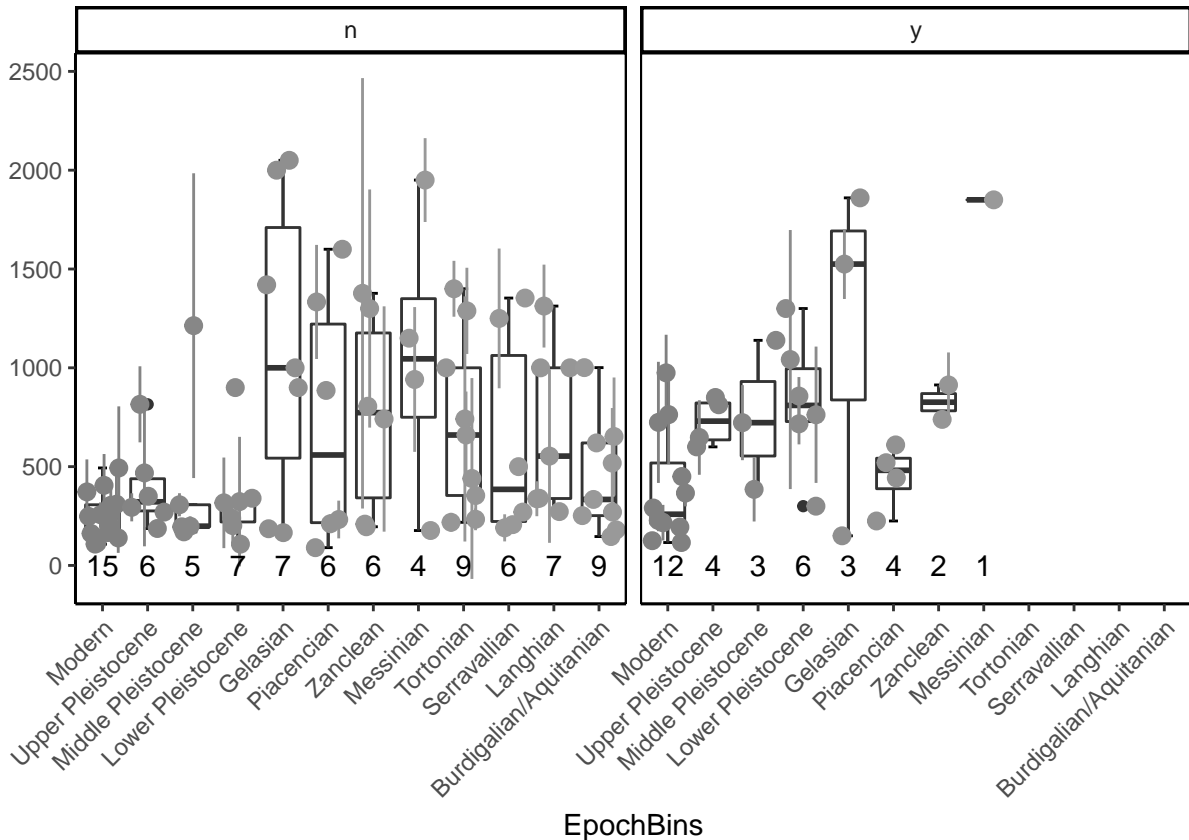 n
y
2500
2000
1500
1000
500
0
15 6 5 7 7 6 6 4 9 6 7 9
12 4 3 6 3 4 2 1
Modern
Upper Pleistocene
Middle Pleistocene
Lower Pleistocene
Gelasian
Piacencian
Zanclean
Messinian
Tortonian
Serravallian
Langhian
Burdigalian/Aquitanian
Modern
Upper Pleistocene
Middle Pleistocene
Lower Pleistocene
Gelasian
Piacencian
Zanclean
Messinian
Tortonian
Serravallian
Langhian
Burdigalian/Aquitanian
EpochBins